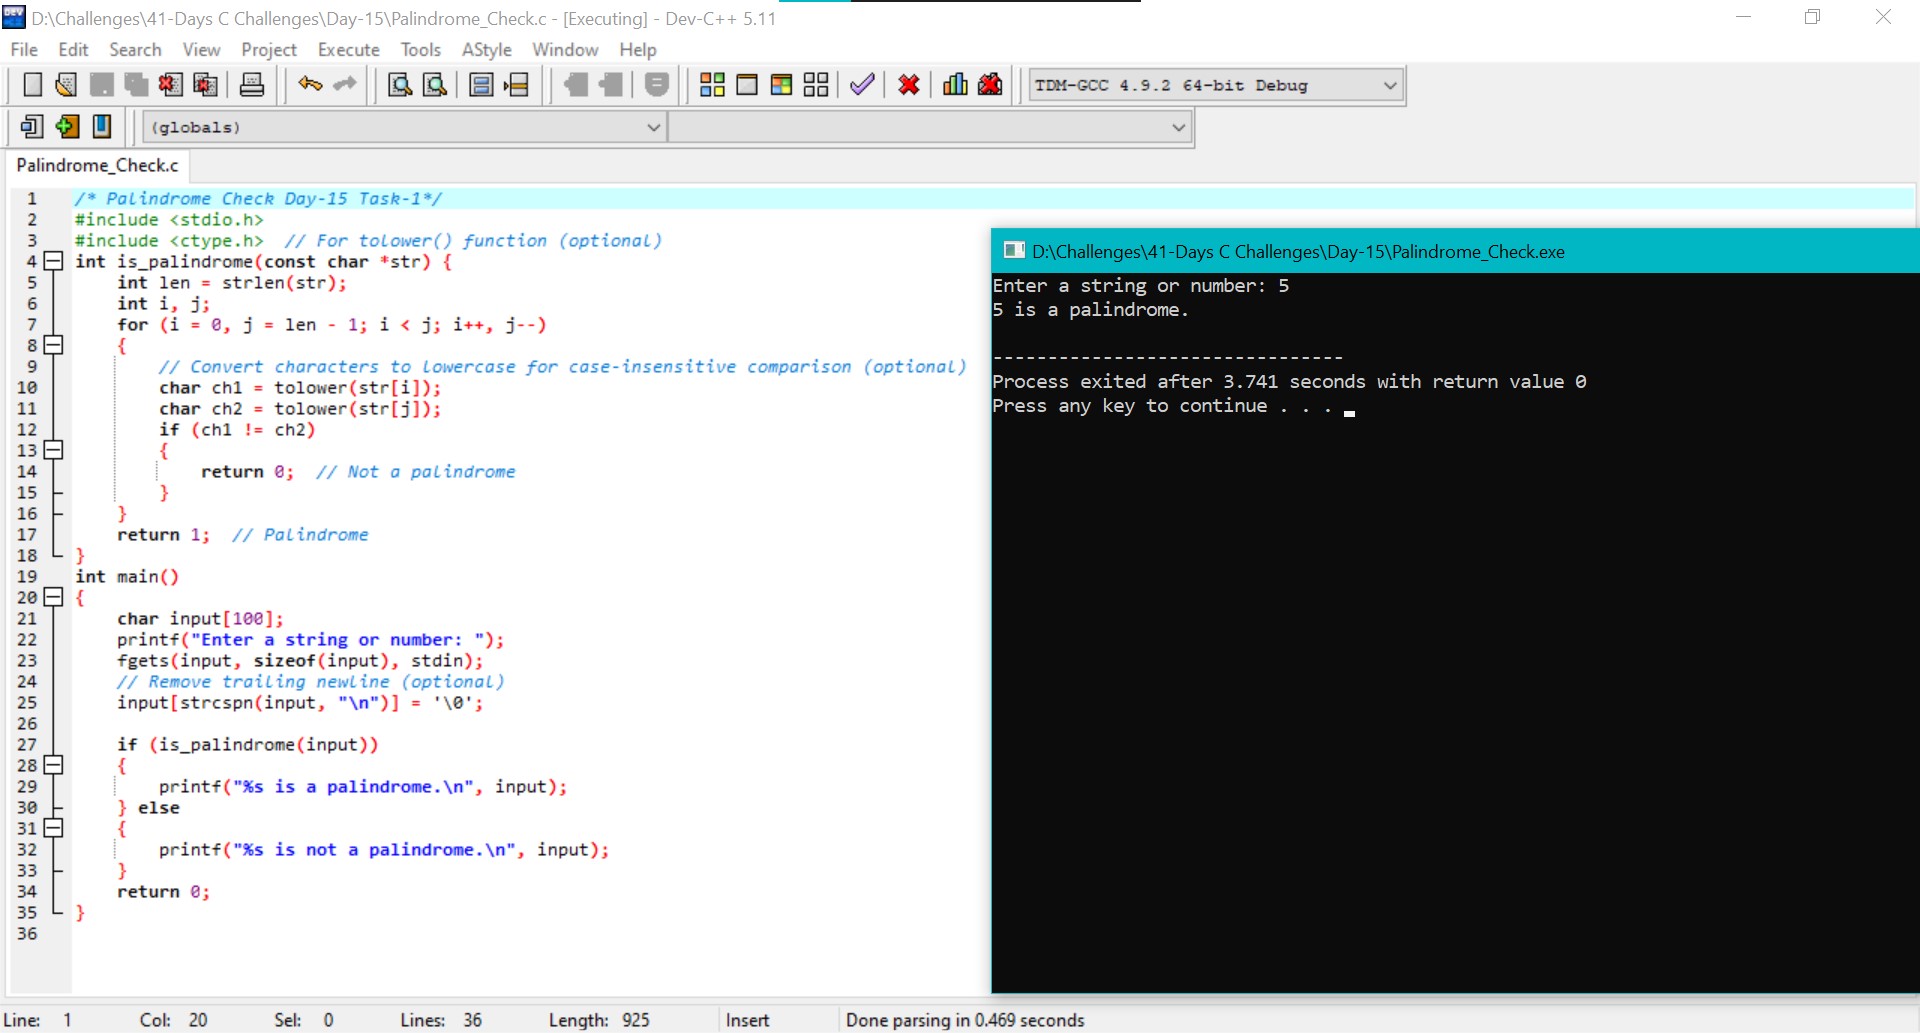 D:\Challenges\41-Days C Challenges\Day-15\Palindrome_Check.c - [Executing] - Dev-C++ 5.11
File Edit Search View Project Execute Tools AStyle Window Help
TDM-GCC 4.9.2 64-bit Debug
(globals)
Palindrome_Check.c
1 /* Palindrome Check Day-15 Task-1*/
2 #include <stdio.h>
3 #include <ctype.h>  // For tolower() function (optional)
4 int is_palindrome(const char *str) {
5     int len = strlen(str);
6     int i, j;
7     for (i = 0, j = len - 1; i < j; i++, j--)
8     {
9         // Convert characters to lowercase for case-insensitive comparison (optional)
10         char ch1 = tolower(str[i]);
11         char ch2 = tolower(str[j]);
12         if (ch1 != ch2)
13         {
14             return 0;  // Not a palindrome
15         }
16     }
17     return 1;  // Palindrome
18 }
19 int main()
20 {
21     char input[100];
22     printf("Enter a string or number: ");
23     fgets(input, sizeof(input), stdin);
24     // Remove trailing newline (optional)
25     input[strcspn(input, "\n")] = '\0';
26
27     if (is_palindrome(input))
28     {
29         printf("%s is a palindrome.\n", input);
30     } else
31     {
32         printf("%s is not a palindrome.\n", input);
33     }
34     return 0;
35 }
36
D:\Challenges\41-Days C Challenges\Day-15\Palindrome_Check.exe
Enter a string or number: 5
5 is a palindrome.
--------------------------------
Process exited after 3.741 seconds with return value 0
Press any key to continue . . .
Line: 1 Col: 20 Sel: 0 Lines: 36 Length: 925 Insert Done parsing in 0.469 seconds